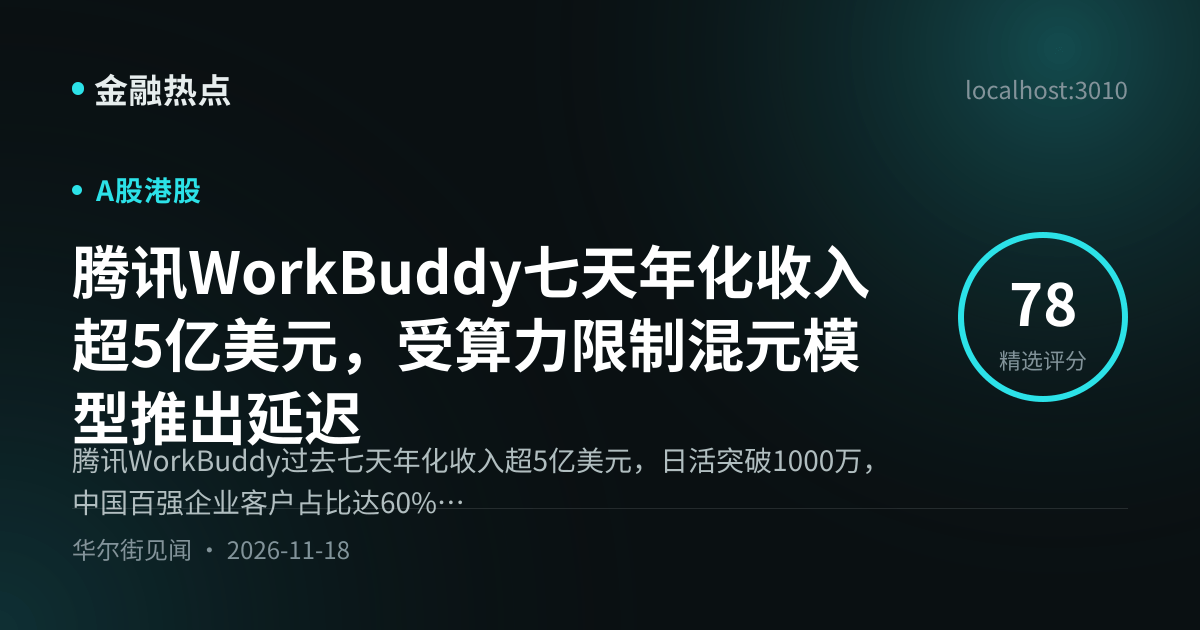 金融热点
localhost:3010
A股港股
腾讯WorkBuddy七天年化收入
超5亿美元，受算力限制混元模
型推出延迟
78
精选评分
腾讯WorkBuddy过去七天年化收入超5亿美元，日活突破1000万，
中国百强企业客户占比达60%…
华尔街见闻 · 2026-11-18